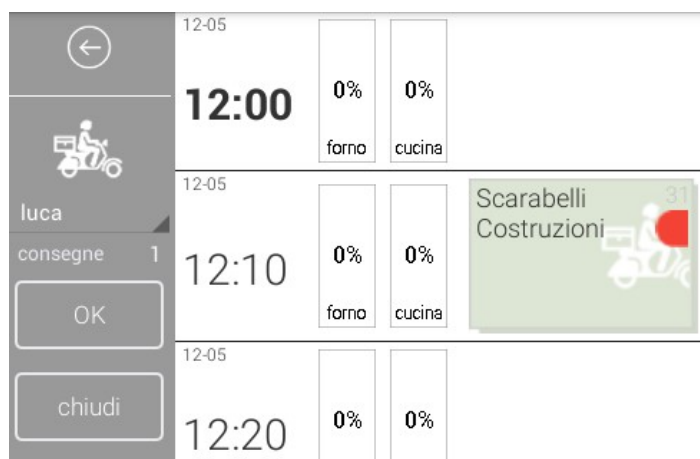 luca
consegne 1
OK
chiudi
12-05
12:00
0% 0%
forno cucina
12-05
12:10
0% 0%
forno cucina
Scarabelli 31
Costruzioni
12-05
12:20
0% 0%